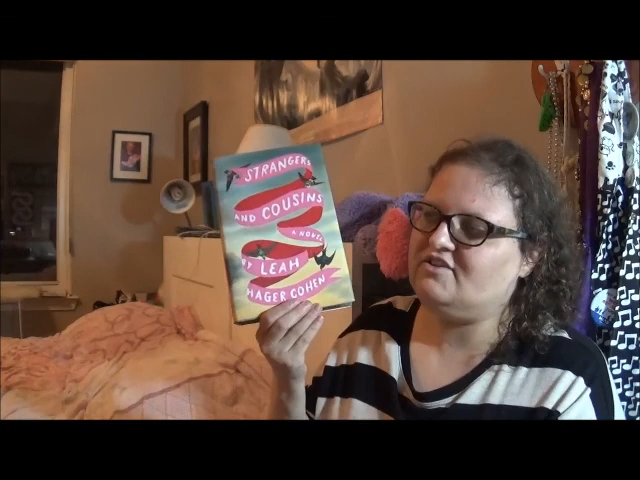 STRANGERS
AND COUSINS
A NOVEL
BY LEAH
HAGER COHEN